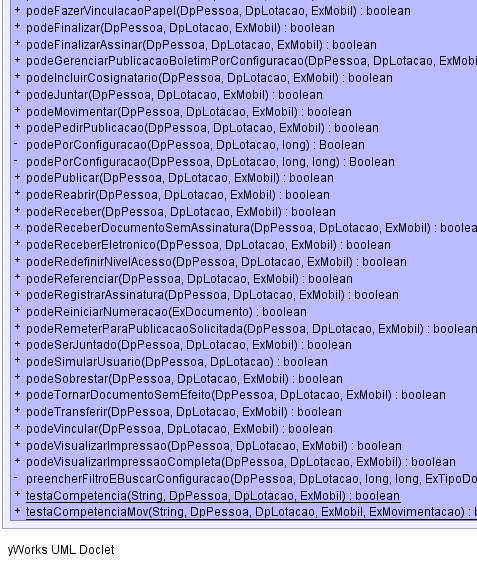 + podeFazerVinculacaoPapel(DpPessoa, DpLotacao, ExMobil) : boolean
+ podeFinalizar(DpPessoa, DpLotacao, ExMobil) : boolean
+ podeFinalizarAssinar(DpPessoa, DpLotacao, ExMobil) : boolean
+ podeGerenciarPublicacaoBoletimPorConfiguracao(DpPessoa, DpLotacao, ExMobi
+ podeIncluirCosignatario(DpPessoa, DpLotacao, ExMobil) : boolean
+ podeJuntar(DpPessoa, DpLotacao, ExMobil) : boolean
+ podeMovimentar(DpPessoa, DpLotacao, ExMobil) : boolean
+ podePedirPublicacao(DpPessoa, DpLotacao, ExMobil) : boolean
- podePorConfiguracao(DpPessoa, DpLotacao, long) : Boolean
- podePorConfiguracao(DpPessoa, DpLotacao, long, long) : Boolean
+ podePublicar(DpPessoa, DpLotacao, ExMobil) : boolean
+ podeReabrir(DpPessoa, DpLotacao, ExMobil) : boolean
+ podeReceber(DpPessoa, DpLotacao, ExMobil) : boolean
+ podeReceberDocumentoSemAssinatura(DpPessoa, DpLotacao, ExMobil) : boolea
+ podeReceberEletronico(DpPessoa, DpLotacao, ExMobil) : boolean
+ podeRedefinirNivelAcesso(DpPessoa, DpLotacao, ExMobil) : boolean
+ podeReferenciar(DpPessoa, DpLotacao, ExMobil) : boolean
+ podeRegistrarAssinatura(DpPessoa, DpLotacao, ExMobil) : boolean
+ podeReiniciarNumeracao(ExDocumento) : boolean
+ podeRemeterParaPublicacaoSolicitada(DpPessoa, DpLotacao, ExMobil) : boolean
+ podeSerJuntado(DpPessoa, DpLotacao, ExMobil) : boolean
+ podeSimularUsuario(DpPessoa, DpLotacao) : boolean
+ podeSobrestar(DpPessoa, DpLotacao, ExMobil) : boolean
+ podeTornarDocumentoSemEfeito(DpPessoa, DpLotacao, ExMobil) : boolean
+ podeTransferir(DpPessoa, DpLotacao, ExMobil) : boolean
+ podeVincular(DpPessoa, DpLotacao, ExMobil) : boolean
+ podeVisualizarImpressao(DpPessoa, DpLotacao, ExMobil) : boolean
+ podeVisualizarImpressaoCompleta(DpPessoa, DpLotacao, ExMobil) : boolean
- preencherFiltroEBuscarConfiguracao(DpPessoa, DpLotacao, long, long, ExTipoDo
+ testaCompetencia(String, DpPessoa, DpLotacao, ExMobil) : boolean
+ testaCompetenciaMov(String, DpPessoa, DpLotacao, ExMobil, ExMovimentacao) : b
yWorks UML Doclet